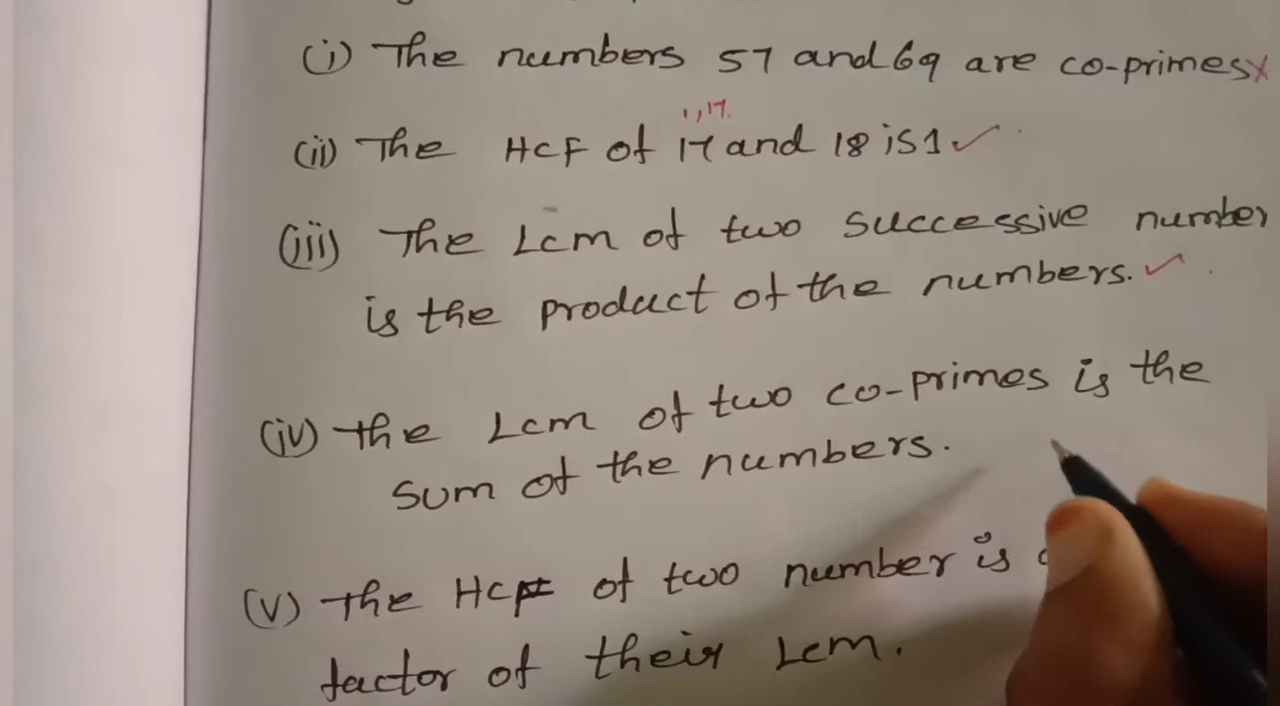 (i) The numbers 57 and 69 are co-primes x
1,17.
(ii) The HCF of 17 and 18 is 1 ✓
(iii) The Lcm of two successive number
is the product of the numbers. ✓
(iv) The Lcm of two co-primes is the
sum of the numbers.
(v) The HCF of two number is
factor of their Lcm.